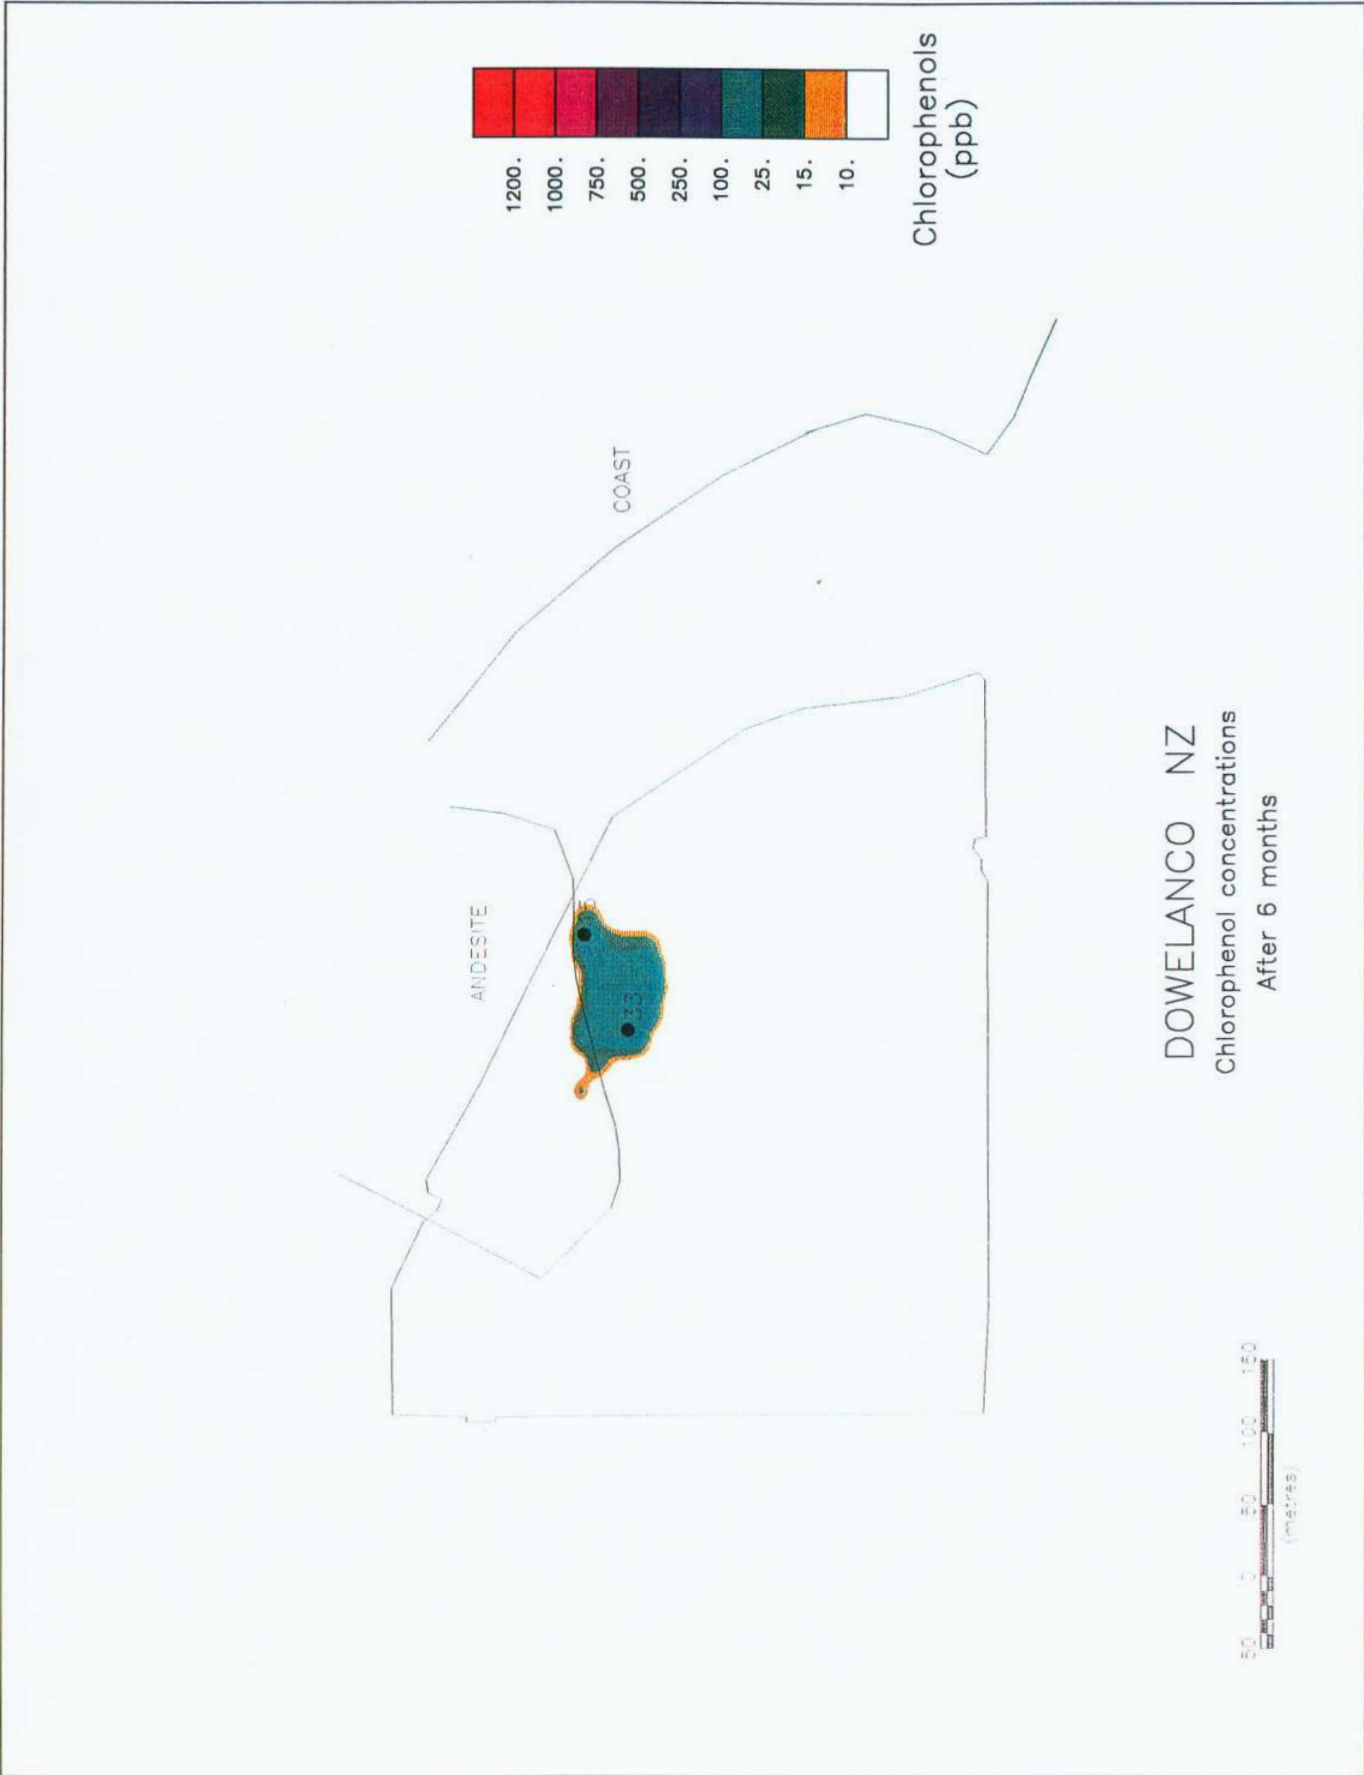 1200.
1000.
750.
500.
250.
100.
25.
15.
10.
Chlorophenols
(ppb)
COAST
ANDESITE
33
DOWELANCO NZ
Chlorophenol concentrations
After 6 months
50 0 50 100 150
(metres)